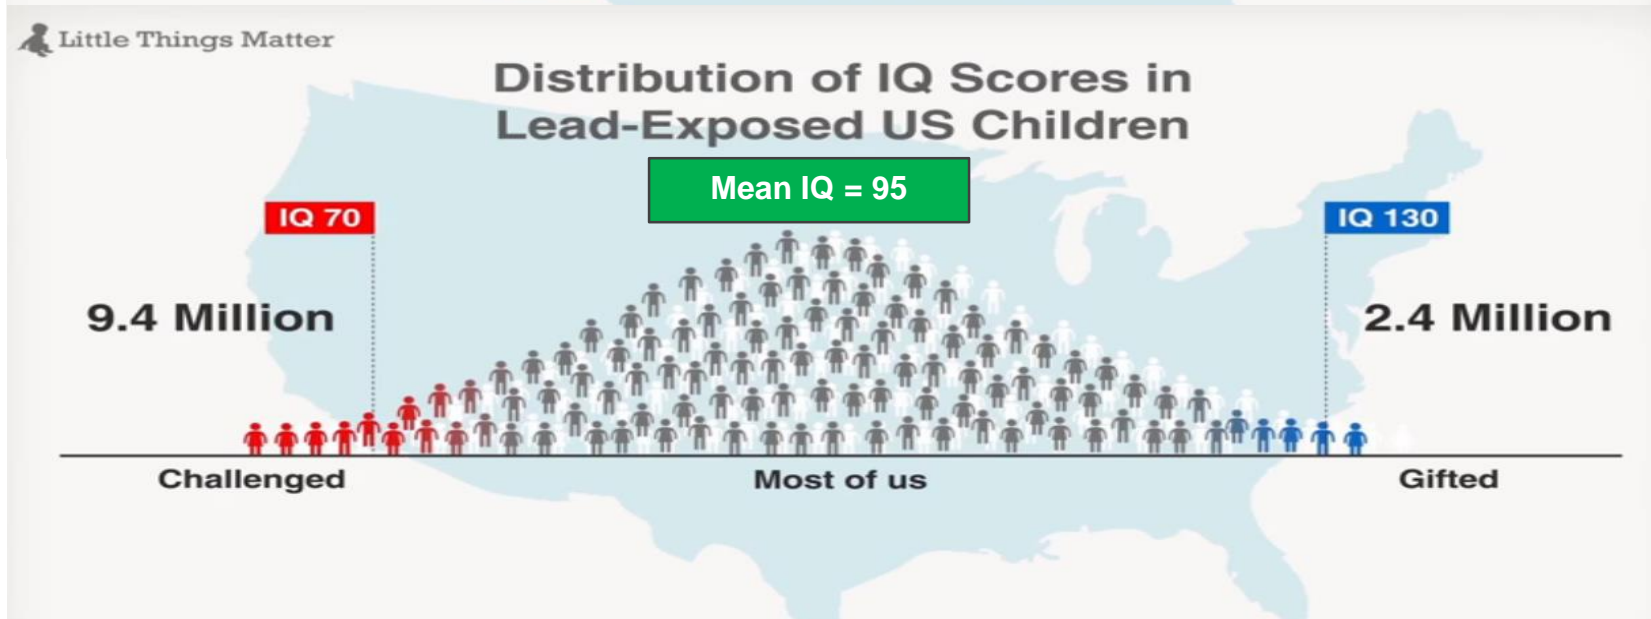 Little Things Matter
Distribution of IQ Scores in
Lead-Exposed US Children
Mean IQ = 95
IQ 70
IQ 130
9.4 Million
2.4 Million
Challenged
Most of us
Gifted